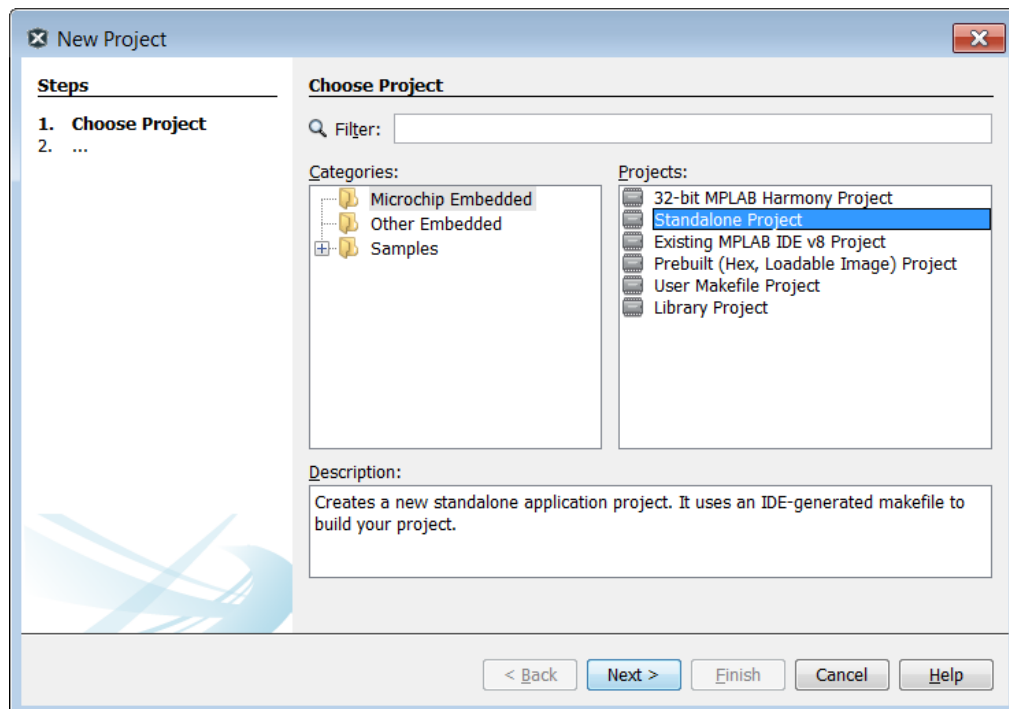 New Project
Steps
1. Choose Project
2. ...
Choose Project
Filter:
Categories:
Microchip Embedded
Other Embedded
Samples
Projects:
32-bit MPLAB Harmony Project
Standalone Project
Existing MPLAB IDE v8 Project
Prebuilt (Hex, Loadable Image) Project
User Makefile Project
Library Project
Description:
Creates a new standalone application project. It uses an IDE-generated makefile to
build your project.
< Back
Next >
Finish
Cancel
Help